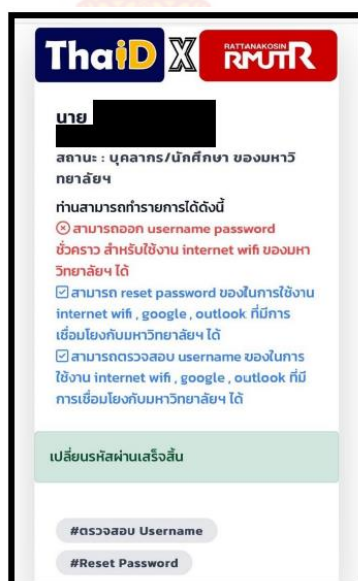 ThaiD X RATTANAKOSIN RMUTR
นาย
สถานะ : บุคลากร/นักศึกษา ของมหาวิ
ทยาลัยฯ
ท่านสามารถทำรายการได้ดังนี้
สามารถออก username password
ชั่วคราว สำหรับใช้งาน internet wifi ของมหา
วิทยาลัยฯ ได้
สามารถ reset password ของในการใช้งาน
internet wifi , google , outlook ที่มีการ
เชื่อมโยงกับมหาวิทยาลัยฯ ได้
สามารถตรวจสอบ username ของในการ
ใช้งาน internet wifi , google , outlook ที่มี
การเชื่อมโยงกับมหาวิทยาลัยฯ ได้
เปลี่ยนรหัสผ่านเสร็จสิ้น
#ตรวจสอบ Username
#Reset Password